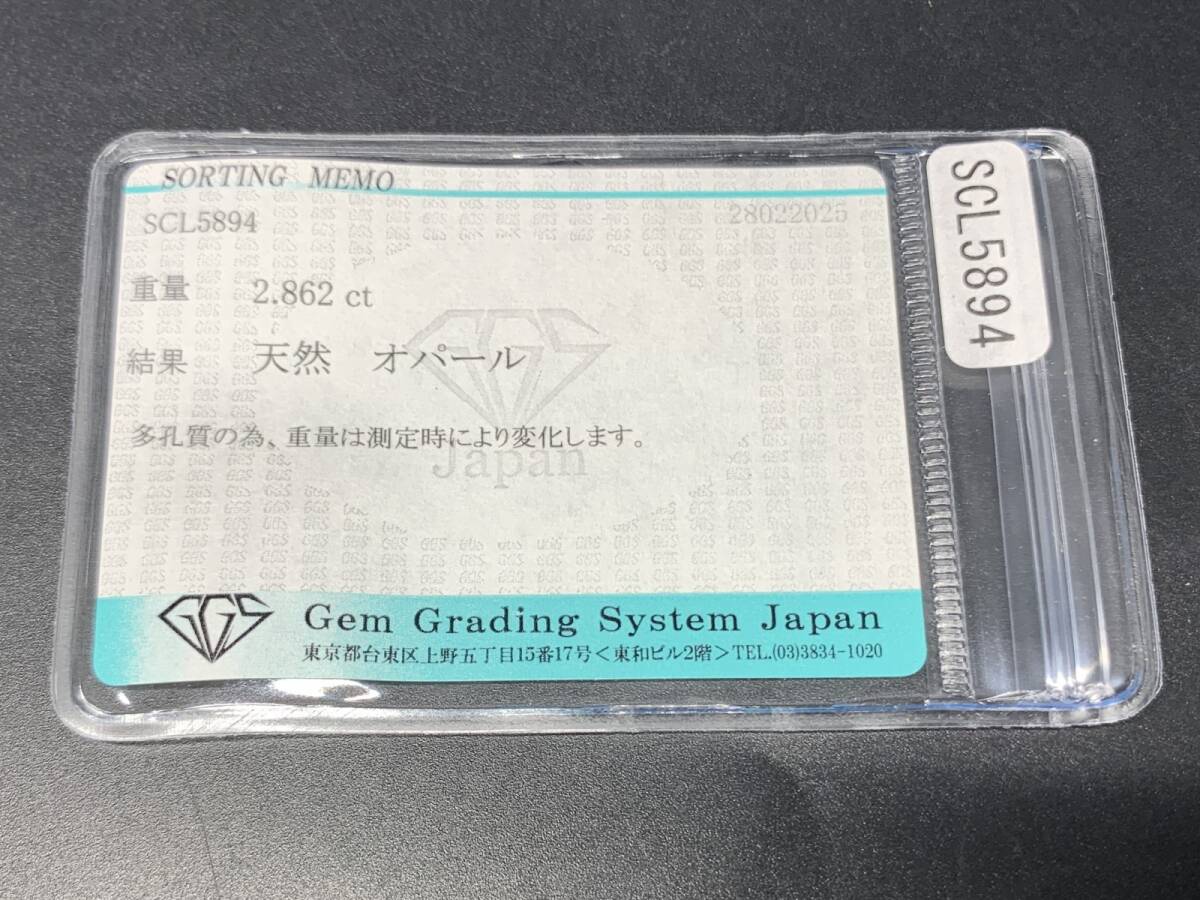 SORTING MEMO
SCL5894 28022025
重量 2.862 ct
結果 天然 オパール
多孔質の為、重量は測定時により変化します。
Japan
GGS Gem Grading System Japan
東京都台東区上野五丁目15番17号＜東和ビル2階＞TEL.(03)3834-1020
SCL5894